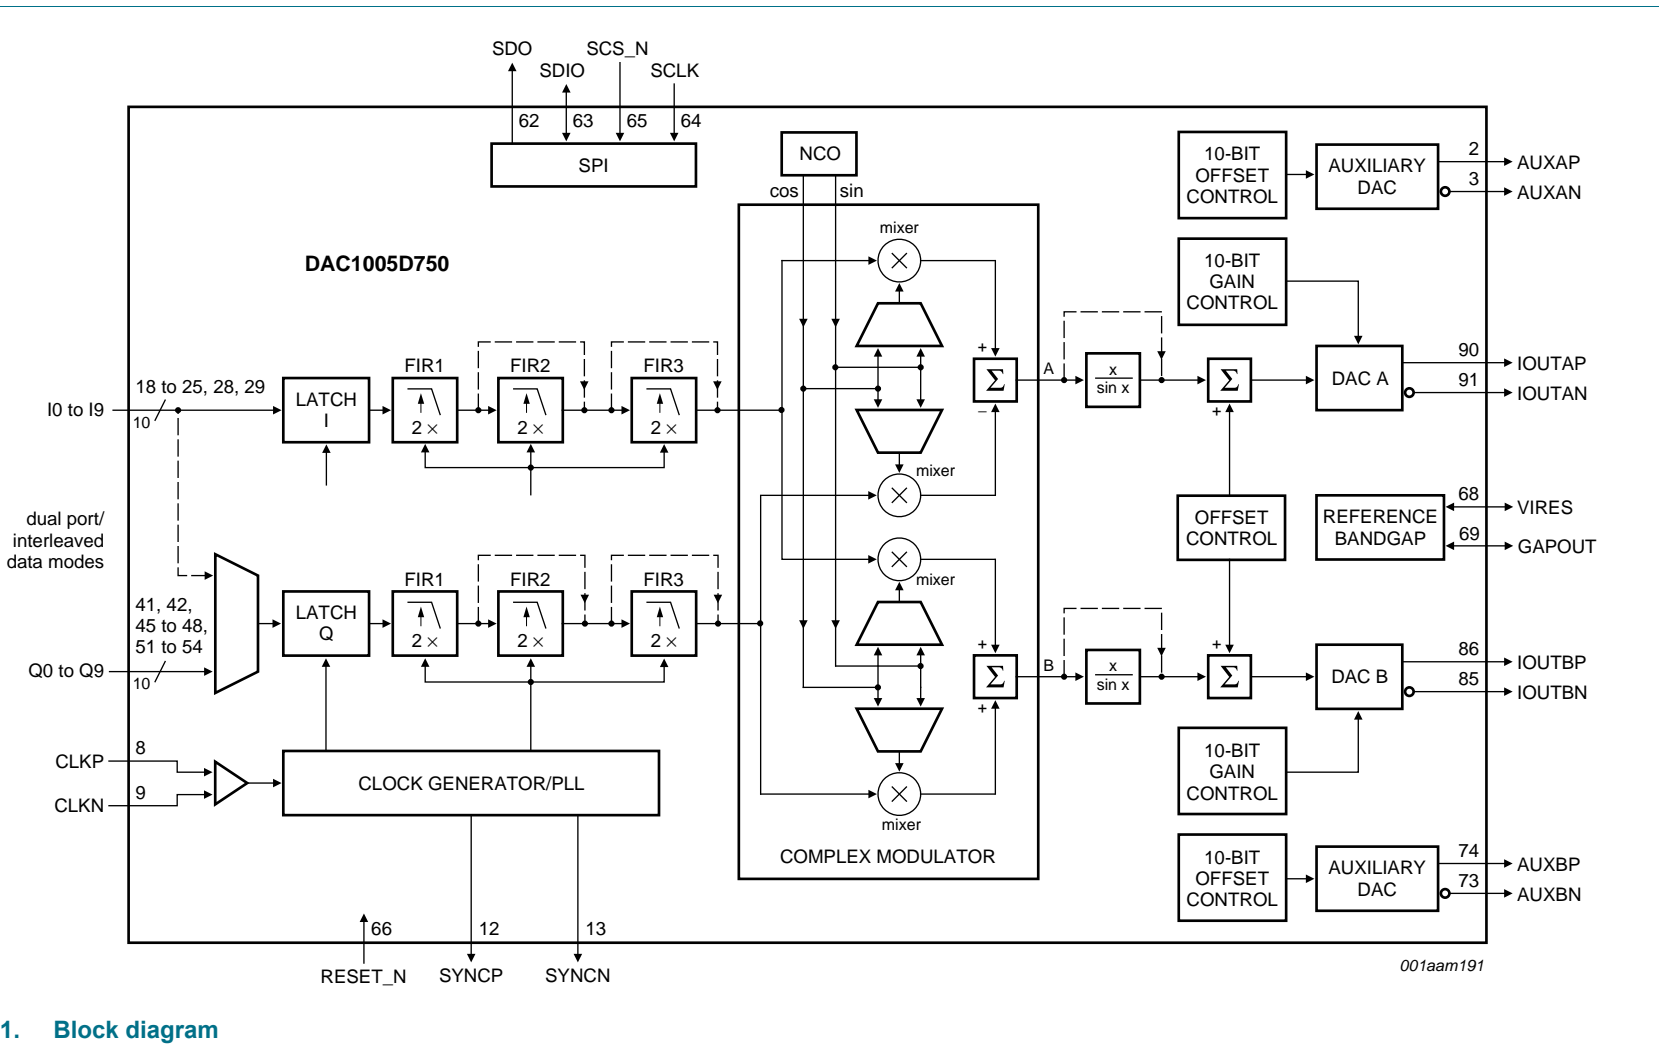 SDO
SCS_N
SDIO
SCLK
62
63
65
64
SPI
NCO
cos
sin
10-BIT
OFFSET
CONTROL
AUXILIARY
DAC
2
AUXAP
3
AUXAN
DAC1005D750
mixer
10-BIT
GAIN
CONTROL
18 to 25, 28, 29
I0 to I9
10
LATCH
I
FIR1
2 ×
FIR2
2 ×
FIR3
2 ×
+
Σ
−
A
x
sin x
Σ
+
DAC A
90
IOUTAP
91
IOUTAN
mixer
dual port/
interleaved
data modes
OFFSET
CONTROL
REFERENCE
BANDGAP
68
VIRES
69
GAPOUT
mixer
41, 42,
45 to 48,
51 to 54
Q0 to Q9
10
LATCH
Q
FIR1
2 ×
FIR2
2 ×
FIR3
2 ×
+
Σ
+
B
x
sin x
+
Σ
DAC B
86
IOUTBP
85
IOUTBN
CLKP
8
CLKN
9
CLOCK GENERATOR/PLL
mixer
10-BIT
GAIN
CONTROL
COMPLEX MODULATOR
10-BIT
OFFSET
CONTROL
AUXILIARY
DAC
74
AUXBP
73
AUXBN
66
12
13
RESET_N
SYNCP
SYNCN
001aam191
1. Block diagram